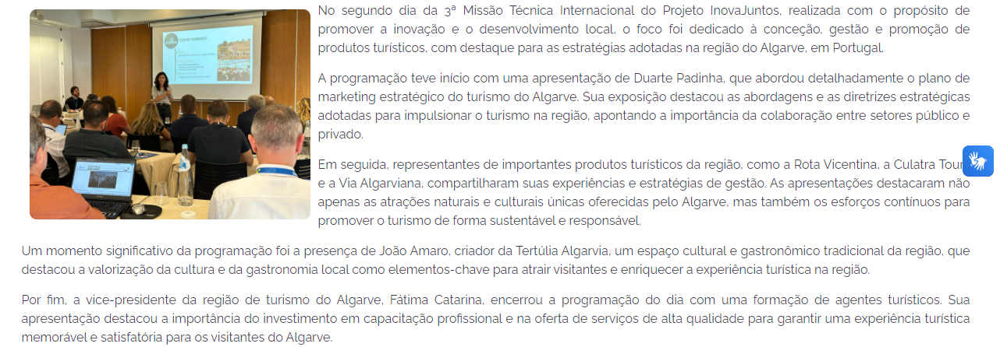 No segundo dia da 3ª Missão Técnica Internacional do Projeto InovaJuntos, realizada com o propósito de
promover a inovação e o desenvolvimento local, o foco foi dedicado à conceção, gestão e promoção de
produtos turísticos, com destaque para as estratégias adotadas na região do Algarve, em Portugal.
A programação teve início com uma apresentação de Duarte Padinha, que abordou detalhadamente o plano de
marketing estratégico do turismo do Algarve. Sua exposição destacou as abordagens e as diretrizes estratégicas
adotadas para impulsionar o turismo na região, apontando a importância da colaboração entre setores público e
privado.
Em seguida, representantes de importantes produtos turísticos da região, como a Rota Vicentina, a Culatra Tour
e a Via Algarviana, compartilharam suas experiências e estratégias de gestão. As apresentações destacaram não
apenas as atrações naturais e culturais únicas oferecidas pelo Algarve, mas também os esforços contínuos para
promover o turismo de forma sustentável e responsável.
Um momento significativo da programação foi a presença de João Amaro, criador da Tertúlia Algarvia, um espaço cultural e gastronômico tradicional da região, que
destacou a valorização da cultura e da gastronomia local como elementos-chave para atrair visitantes e enriquecer a experiência turística na região.
Por fim, a vice-presidente da região de turismo do Algarve, Fátima Catarina, encerrou a programação do dia com uma formação de agentes turísticos. Sua
apresentação destacou a importância do investimento em capacitação profissional e na oferta de serviços de alta qualidade para garantir uma experiência turística
memorável e satisfatória para os visitantes do Algarve.